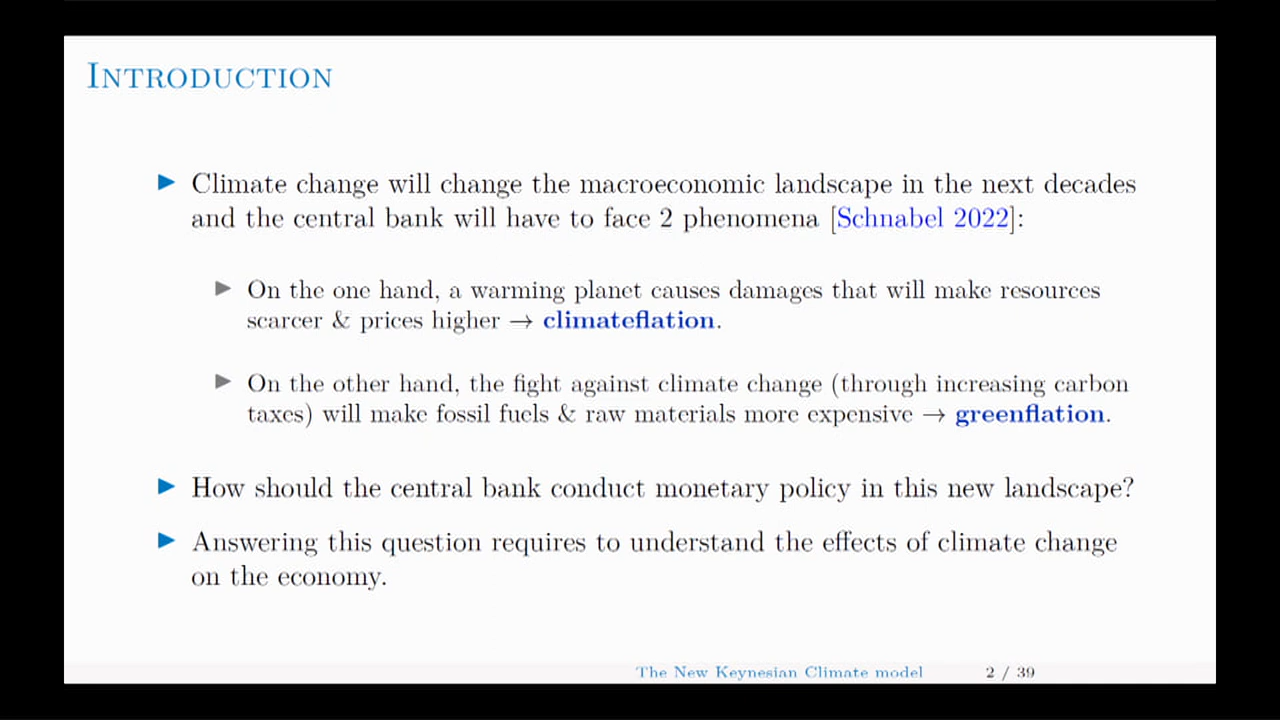 INTRODUCTION
▶ Climate change will change the macroeconomic landscape in the next decades
and the central bank will have to face 2 phenomena [Schnabel 2022]:
▶ On the one hand, a warming planet causes damages that will make resources
scarcer & prices higher → climateflation.
▶ On the other hand, the fight against climate change (through increasing carbon
taxes) will make fossil fuels & raw materials more expensive → greenflation.
▶ How should the central bank conduct monetary policy in this new landscape?
▶ Answering this question requires to understand the effects of climate change
on the economy.
The New Keynesian Climate model 2 / 39